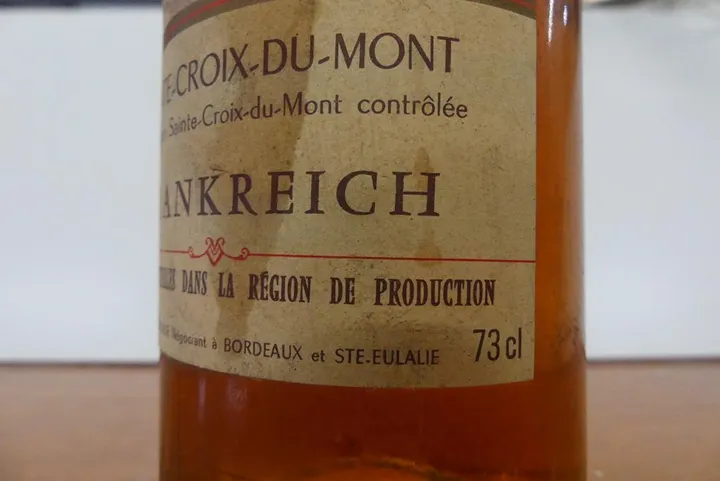 TE-CROIX-DU-MONT
Sainte-Croix-du-Mont contrôlée
ANKREICH
DANS LA RÉGION DE PRODUCTION
Négociant à BORDEAUX et STE-EULALIE 73 cl